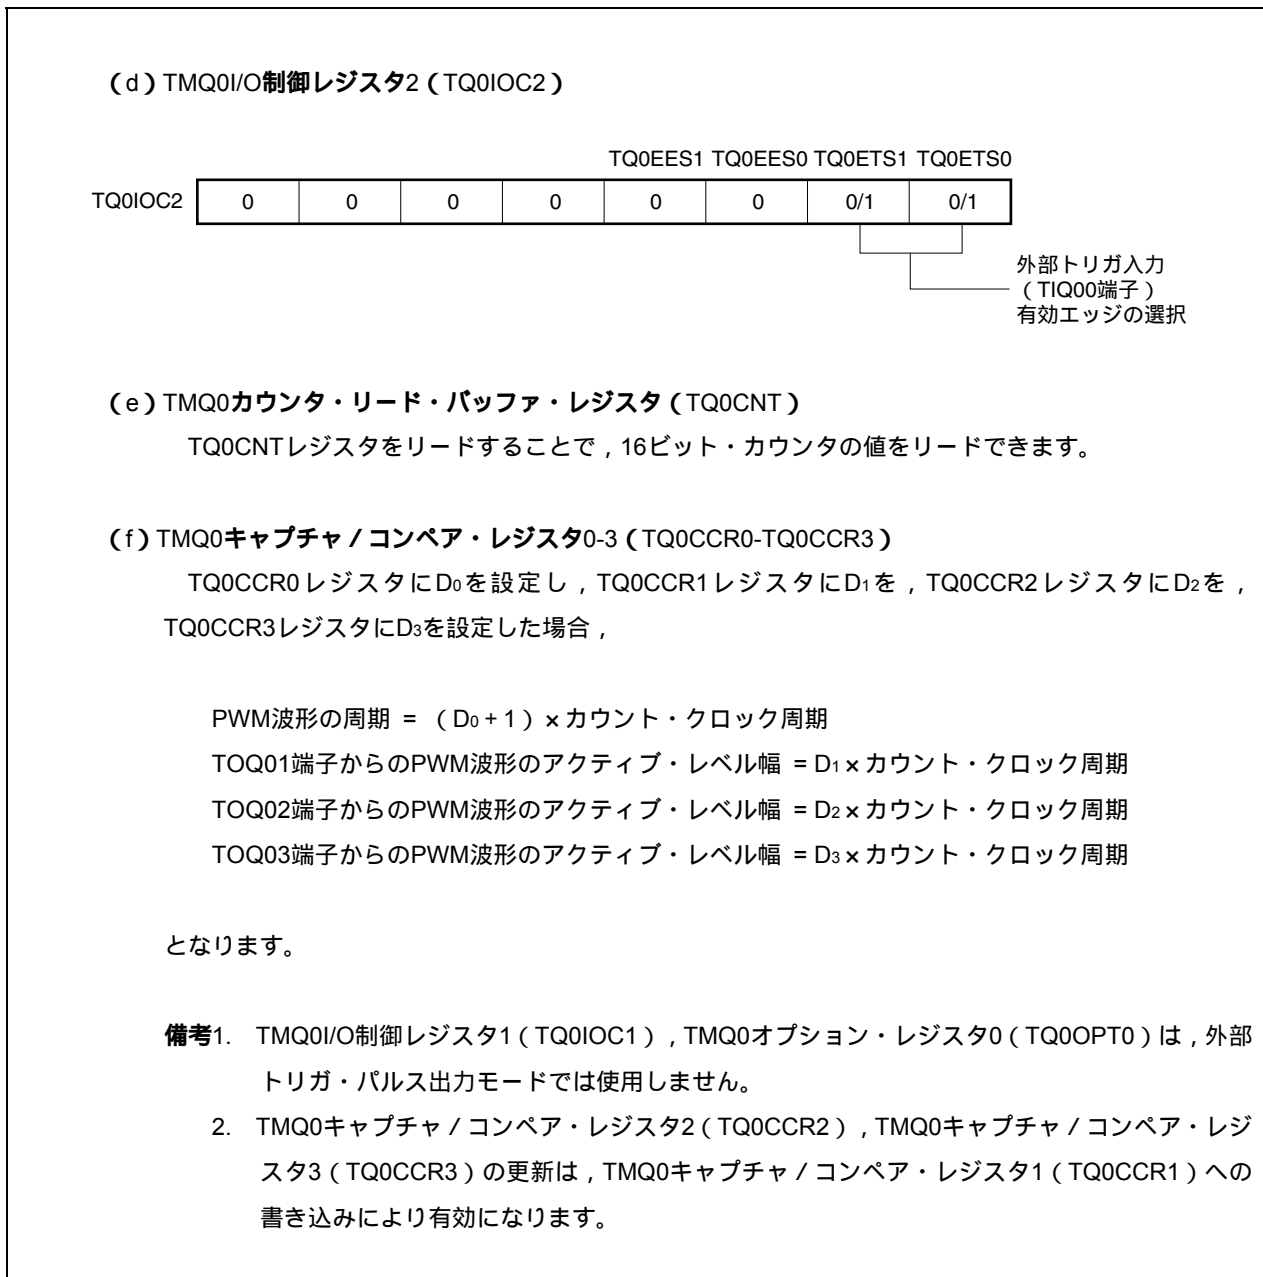 （d）TMQ0I/O制御レジスタ2（TQ0IOC2）
TQ0EES1 TQ0EES0 TQ0ETS1 TQ0ETS0
TQ0IOC2 0 0 0 0 0 0 0/1 0/1
外部トリガ入力
（TIQ00端子）
有効エッジの選択
（e）TMQ0カウンタ・リード・バッファ・レジスタ（TQ0CNT）
TQ0CNTレジスタをリードすることで，16ビット・カウンタの値をリードできます。
（f）TMQ0キャプチャ／コンペア・レジスタ0-3（TQ0CCR0-TQ0CCR3）
TQ0CCR0レジスタにD0を設定し，TQ0CCR1レジスタにD1を，TQ0CCR2レジスタにD2を，
TQ0CCR3レジスタにD3を設定した場合，
PWM波形の周期 = （D0 + 1）×カウント・クロック周期
TOQ01端子からのPWM波形のアクティブ・レベル幅 = D1×カウント・クロック周期
TOQ02端子からのPWM波形のアクティブ・レベル幅 = D2×カウント・クロック周期
TOQ03端子からのPWM波形のアクティブ・レベル幅 = D3×カウント・クロック周期
となります。
備考1. TMQ0I/O制御レジスタ1（TQ0IOC1），TMQ0オプション・レジスタ0（TQ0OPT0）は，外部
トリガ・パルス出力モードでは使用しません。
2. TMQ0キャプチャ／コンペア・レジスタ2（TQ0CCR2），TMQ0キャプチャ／コンペア・レジ
スタ3（TQ0CCR3）の更新は，TMQ0キャプチャ／コンペア・レジスタ1（TQ0CCR1）への
書き込みにより有効になります。